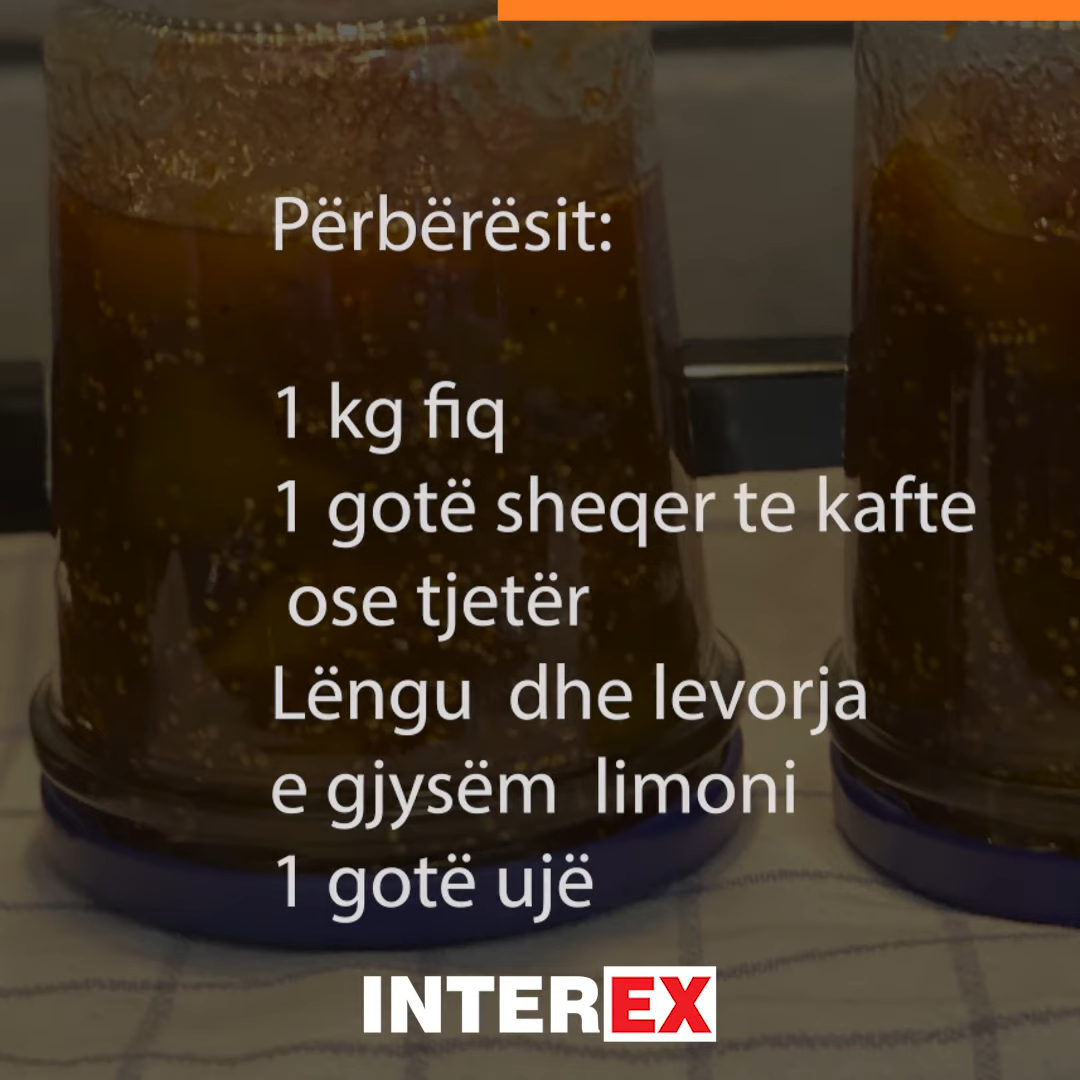 Përbërësit:
1 kg fiq
1 gotë sheqer te kafte
ose tjetër
Lëngu dhe levorja
e gjysëm limoni
1 gotë ujë
INTEREX